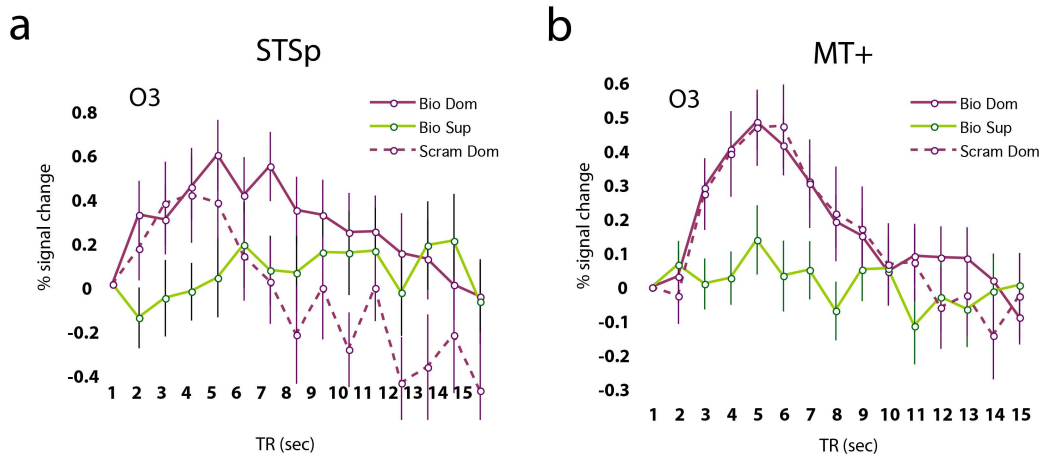 a
STSp
O3
Bio Dom
Bio Sup
Scram Dom
% signal change
0.8
0.6
0.4
0.2
0
-0.2
-0.4
1 2 3 4 5 6 7 8 9 10 11 12 13 14 15
TR (sec)
b
MT+
O3
Bio Dom
Bio Sup
Scram Dom
% signal change
0.6
0.5
0.4
0.3
0.2
0.1
0
-0.1
-0.2
-0.3
1 2 3 4 5 6 7 8 9 10 11 12 13 14 15
TR (sec)